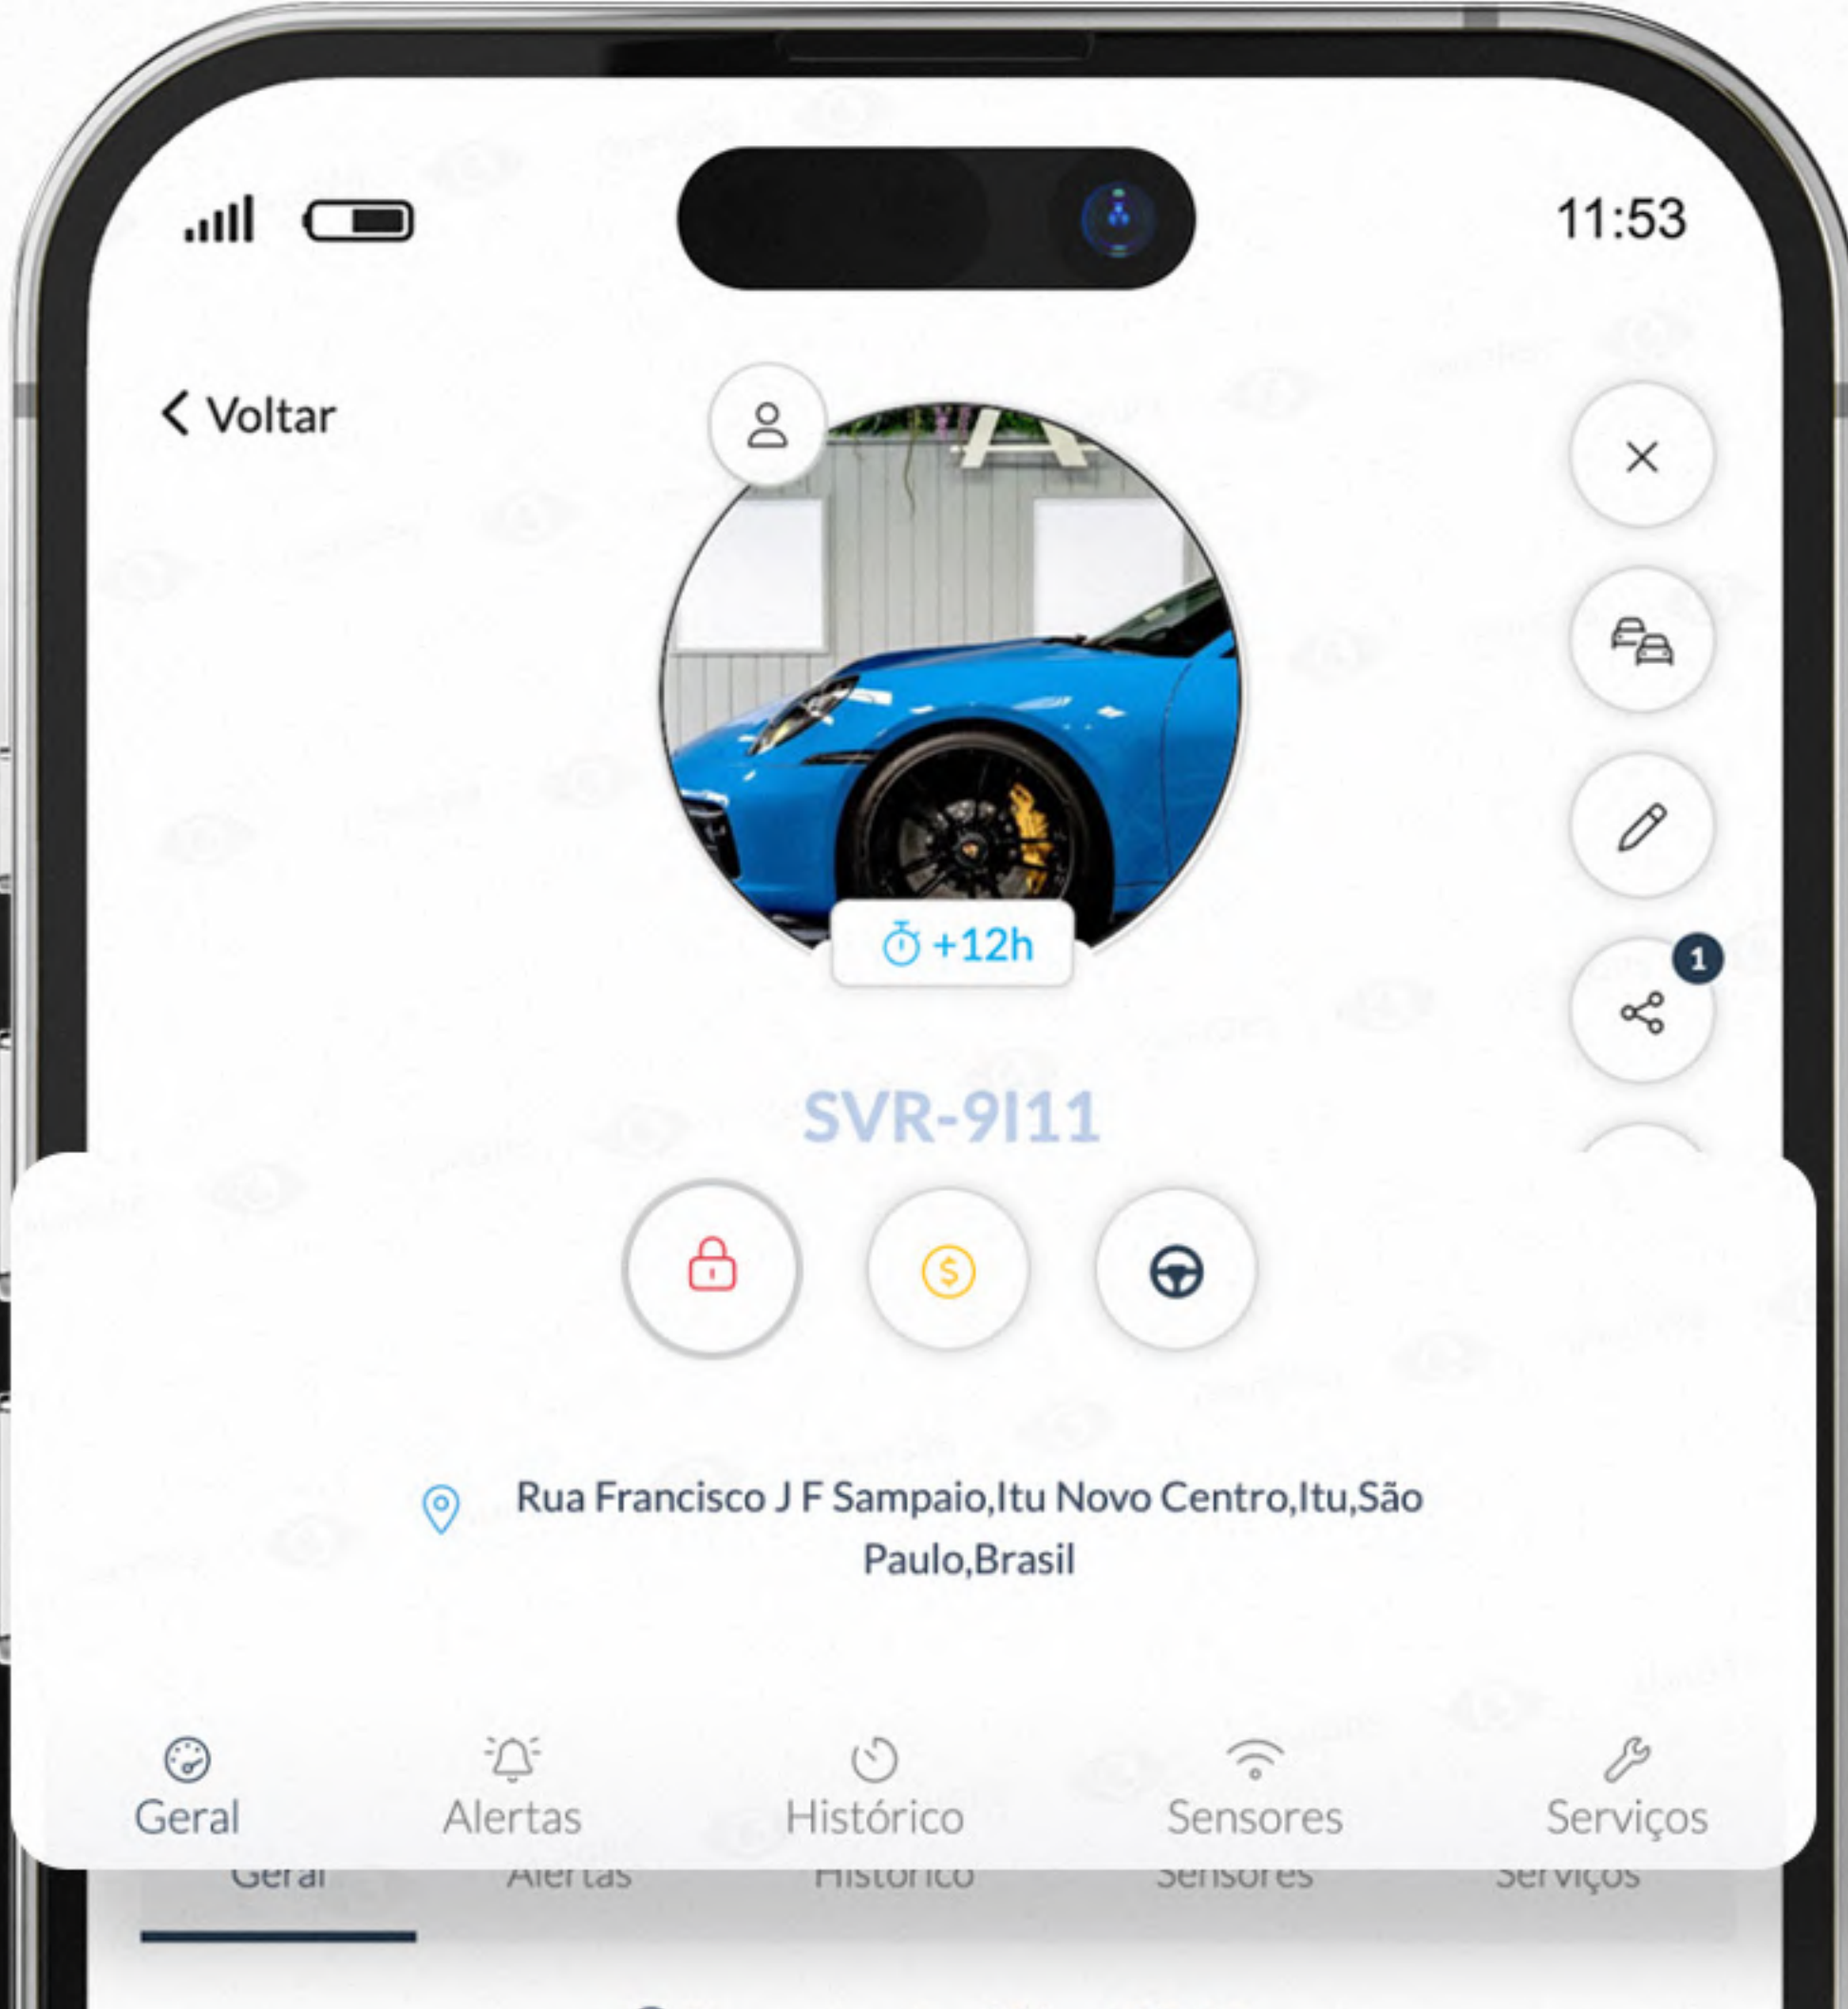 11:53
Voltar
+12h
1
SVR-9I11
Rua Francisco J F Sampaio,Itu Novo Centro,Itu,São
Paulo,Brasil
Geral
Alertas
Histórico
Sensores
Serviços
Geral
Alertas
Histórico
Sensores
Serviços